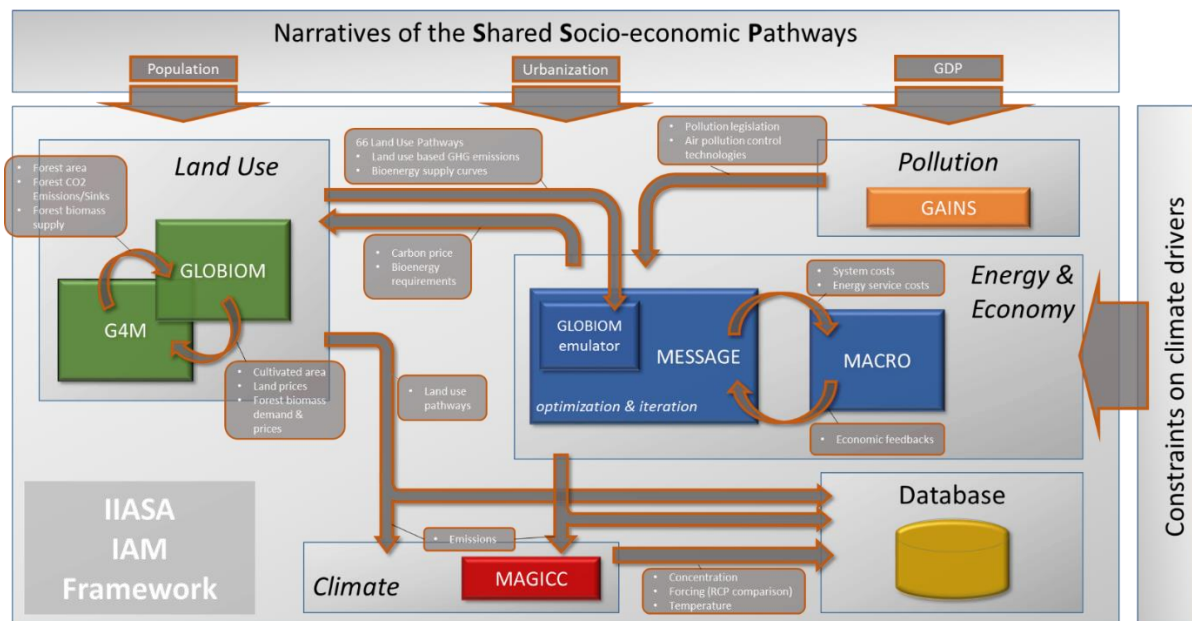 Narratives of the Shared Socio-economic Pathways
Population
Urbanization
GDP
Land Use
• Forest area
• Forest CO2
Emissions/Sinks
• Forest biomass
supply
GLOBIOM
G4M
• Cultivated area
• Land prices
• Forest biomass
demand &
prices
66 Land Use Pathways
• Land use based GHG emissions
• Bioenergy supply curves
• Carbon price
• Bioenergy
requirements
• Pollution legislation
• Air pollution control
technologies
Pollution
GAINS
Energy &
Economy
• System costs
• Energy service costs
GLOBIOM
emulator
MESSAGE
MACRO
optimization & iteration
• Economic feedbacks
• Land use
pathways
Constraints on climate drivers
IIASA
IAM
Framework
• Emissions
Climate
MAGICC
• Concentration
• Forcing (RCP comparison)
• Temperature
Database